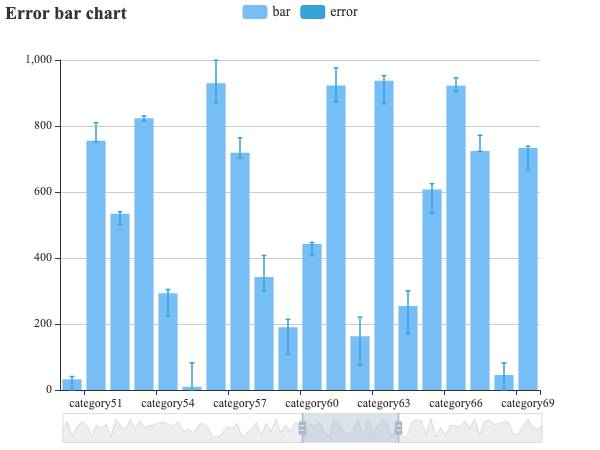 Error bar chart
bar error
1,000
800
600
400
200
0
category51 category54 category57 category60 category63 category66 category69